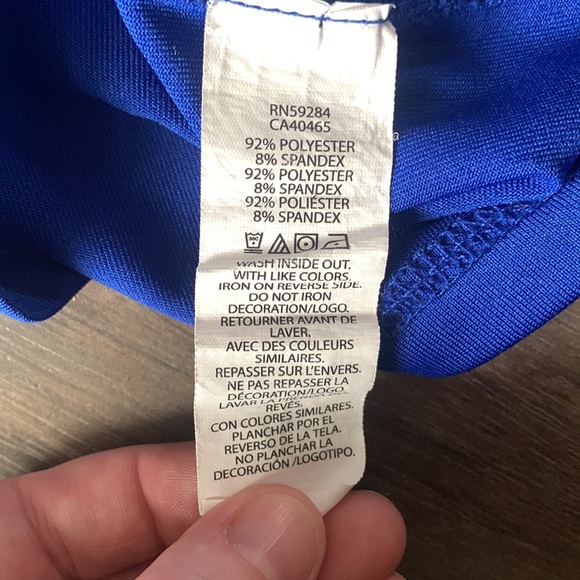 RN59284
CA40465
92% POLYESTER
8% SPANDEX
92% POLYESTER
8% SPANDEX
92% POLIÉSTER
8% SPANDEX
WASH INSIDE OUT.
WITH LIKE COLORS.
IRON ON REVERSE SIDE.
DO NOT IRON
DECORATION/LOGO.
RETOURNER AVANT DE
LAVER.
AVEC DES COULEURS
SIMILAIRES.
REPASSER SUR L'ENVERS.
NE PAS REPASSER LA
DÉCORATION/LOGO.
LAVAR LA
REVÉS.
CON COLORES SIMILARES.
PLANCHAR POR EL
REVERSO DE LA TELA.
NO PLANCHAR LA
DECORACIÓN /LOGOTIPO.